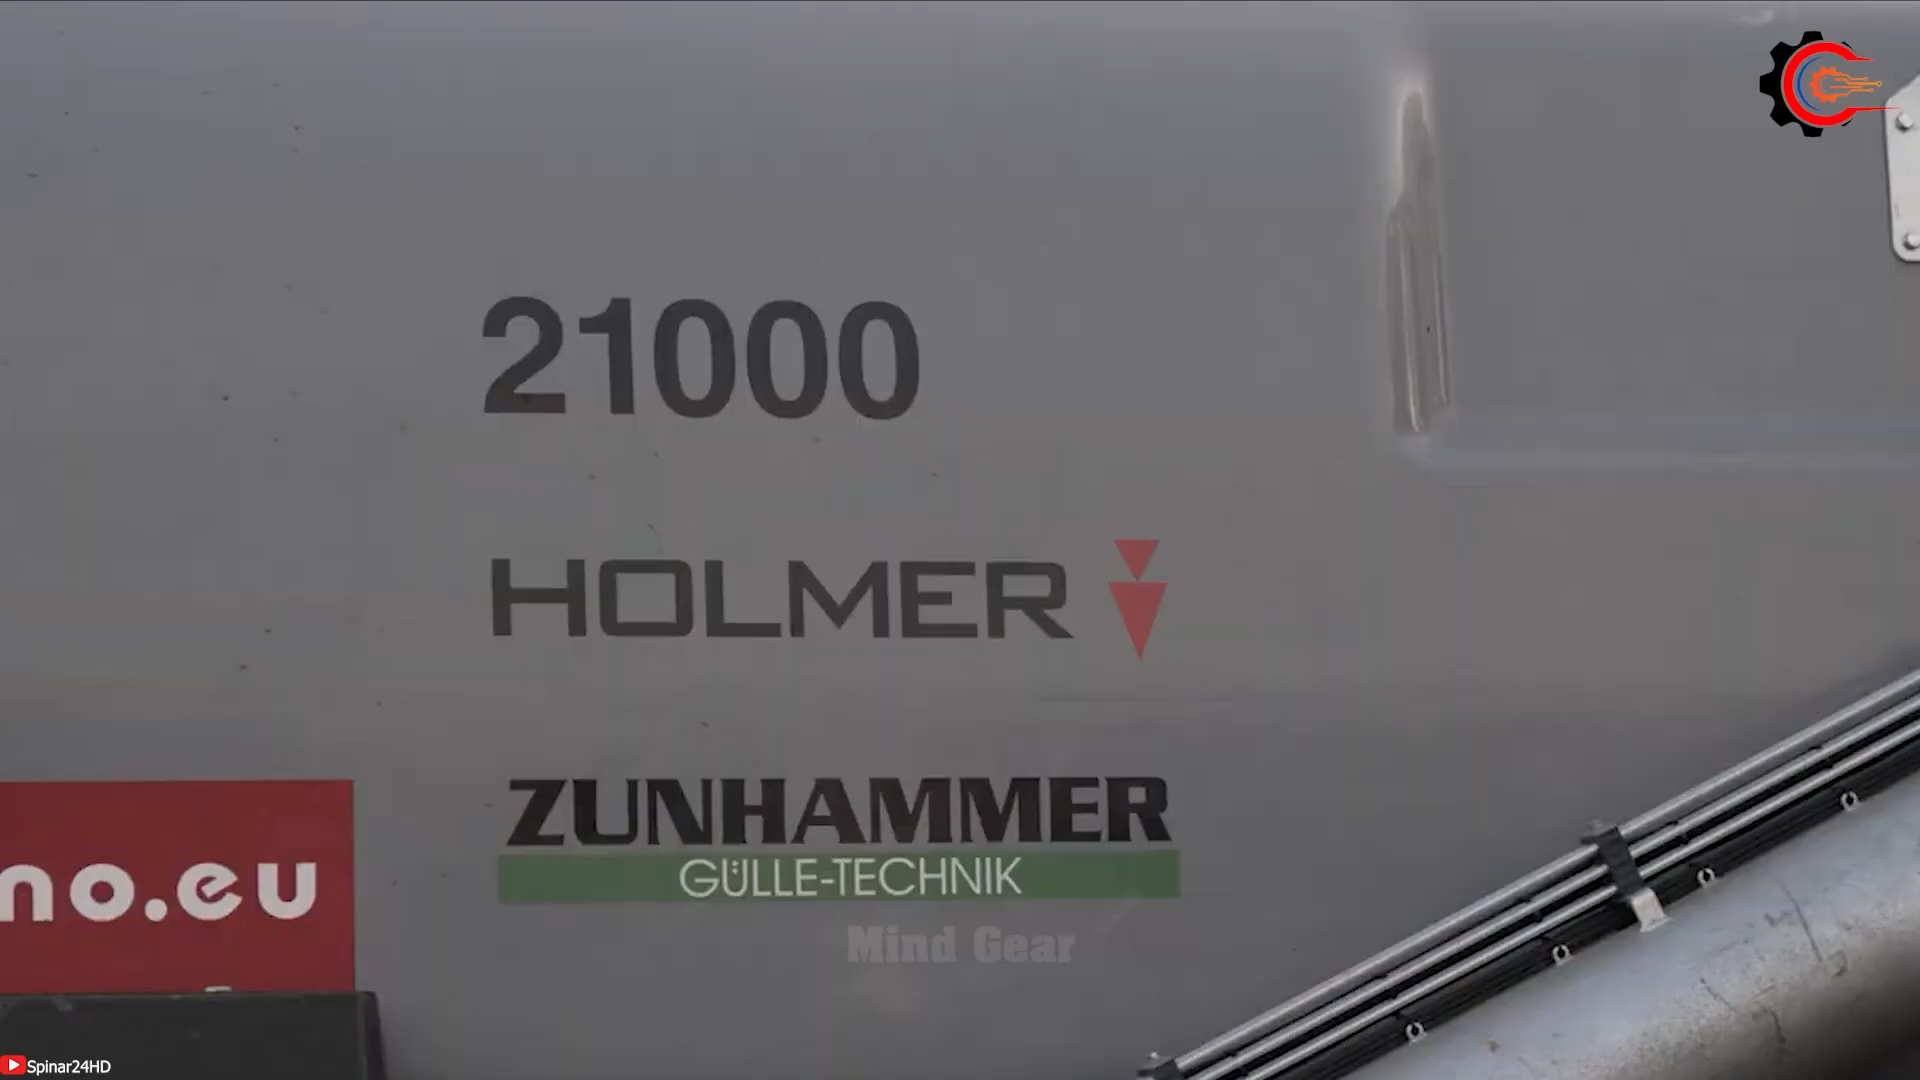 21000
HOLMER
ZUNHAMMER
GÜLLE-TECHNIK
no.eu
Mind Gear
Spinar24HD